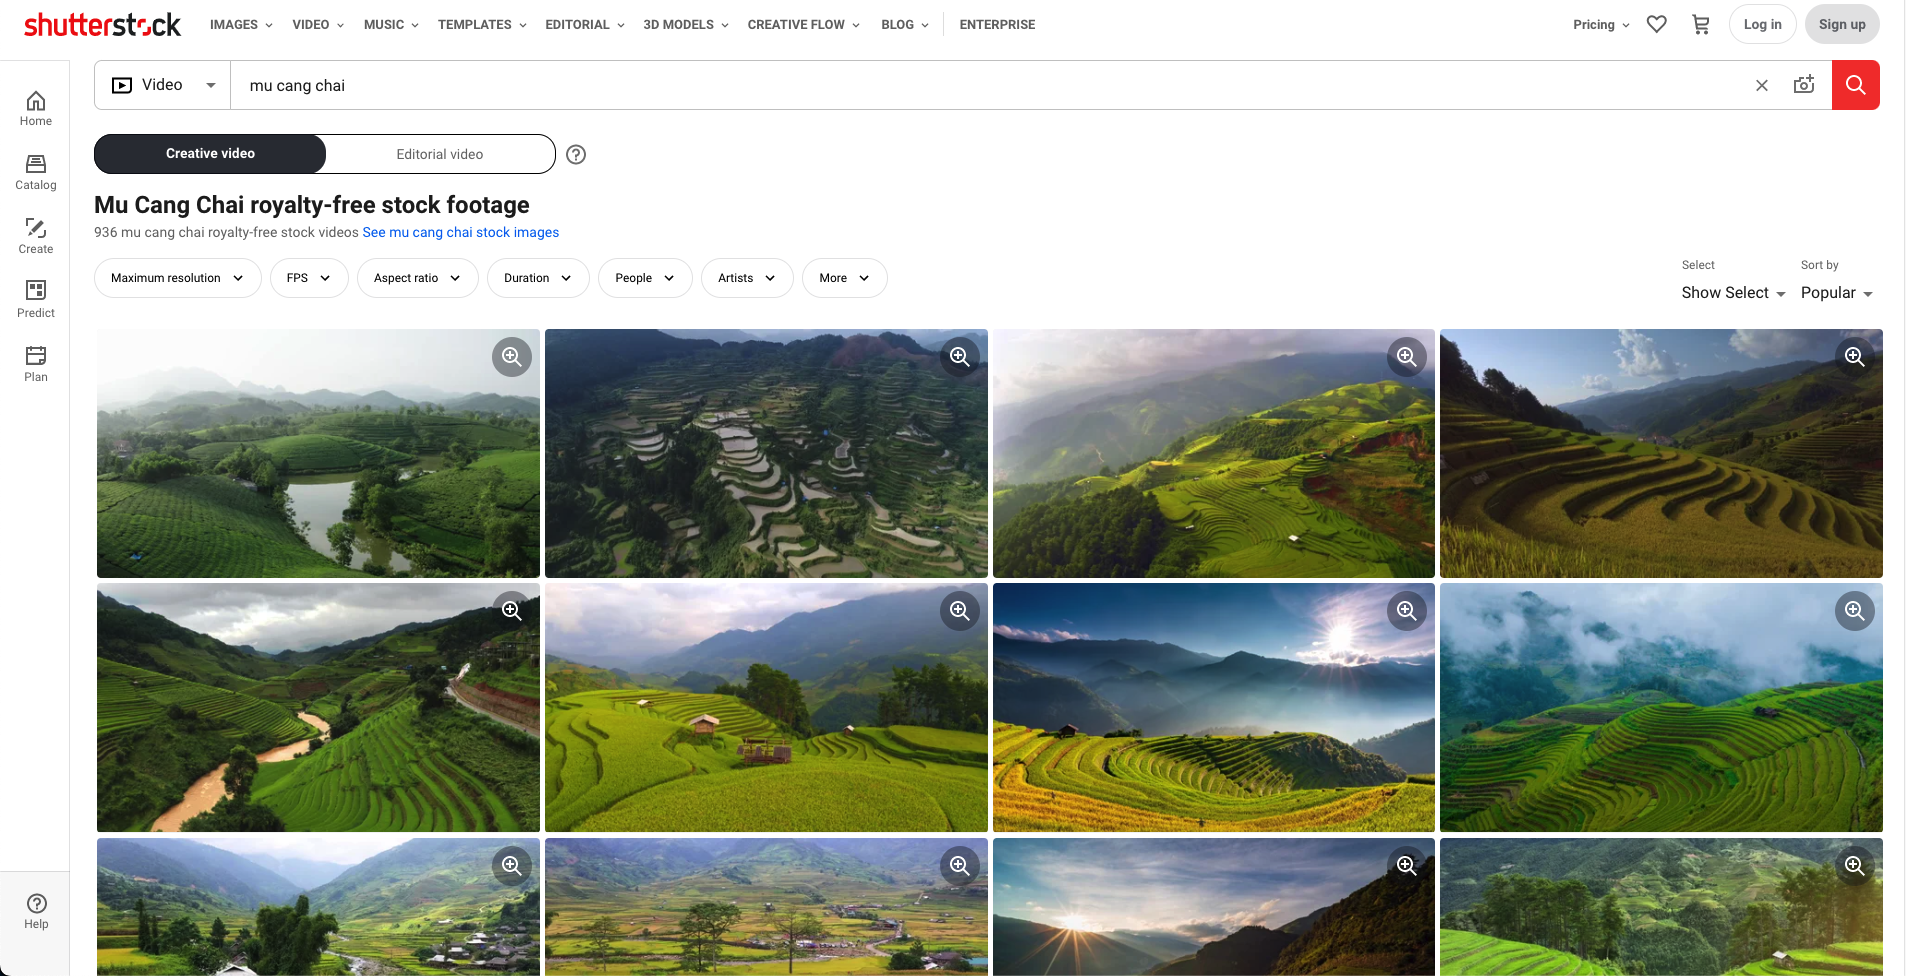 shutterstock
IMAGES VIDEO MUSIC TEMPLATES EDITORIAL 3D MODELS CREATIVE FLOW BLOG ENTERPRISE Pricing Log in Sign up
Video mu cang chai
Home
Catalog
Create
Predict
Plan
Help
Creative video Editorial video
Mu Cang Chai royalty-free stock footage
936 mu cang chai royalty-free stock videos See mu cang chai stock images
Maximum resolution FPS Aspect ratio Duration People Artists More
Select Sort by
Show Select Popular